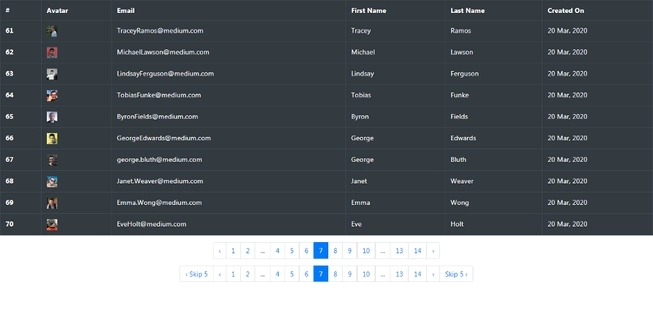 # Avatar Email First Name Last Name Created On
61 TraceyRamos@medium.com Tracey Ramos 20 Mar, 2020
62 MichaelLawson@medium.com Michael Lawson 20 Mar, 2020
63 LindsayFerguson@medium.com Lindsay Ferguson 20 Mar, 2020
64 TobiasFunke@medium.com Tobias Funke 20 Mar, 2020
65 ByronFields@medium.com Byron Fields 20 Mar, 2020
66 GeorgeEdwards@medium.com George Edwards 20 Mar, 2020
67 george.bluth@medium.com George Bluth 20 Mar, 2020
68 Janet.Weaver@medium.com Janet Weaver 20 Mar, 2020
69 Emma.Wong@medium.com Emma Wong 20 Mar, 2020
70 EveHolt@medium.com Eve Holt 20 Mar, 2020
‹ 1 2 ... 4 5 6 7 8 9 10 ... 13 14 ›
‹ Skip 5 ‹ 1 2 ... 4 5 6 7 8 9 10 ... 13 14 › Skip 5 ›